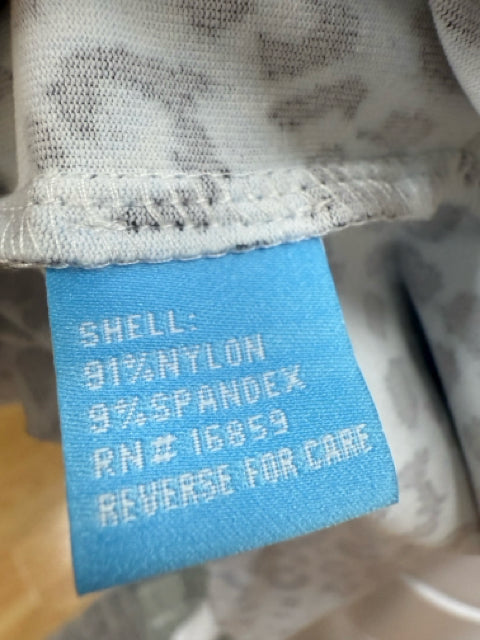 SHELL:
91%NYLON
9%SPANDEX
RN# 16859
REVERSE FOR CARE